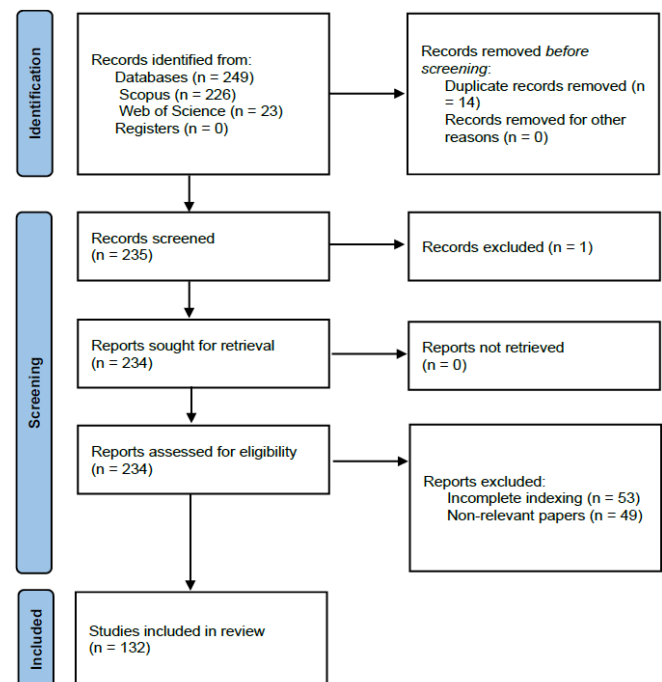 Identification
Records identified from:
Databases (n = 249)
Scopus (n = 226)
Web of Science (n = 23)
Registers (n = 0)
Records removed before
screening:
Duplicate records removed (n
= 14)
Records removed for other
reasons (n = 0)
Screening
Records screened
(n = 235)
Records excluded (n = 1)
Reports sought for retrieval
(n = 234)
Reports not retrieved
(n = 0)
Reports assessed for eligibility
(n = 234)
Reports excluded:
Incomplete indexing (n = 53)
Non-relevant papers (n = 49)
Included
Studies included in review
(n = 132)